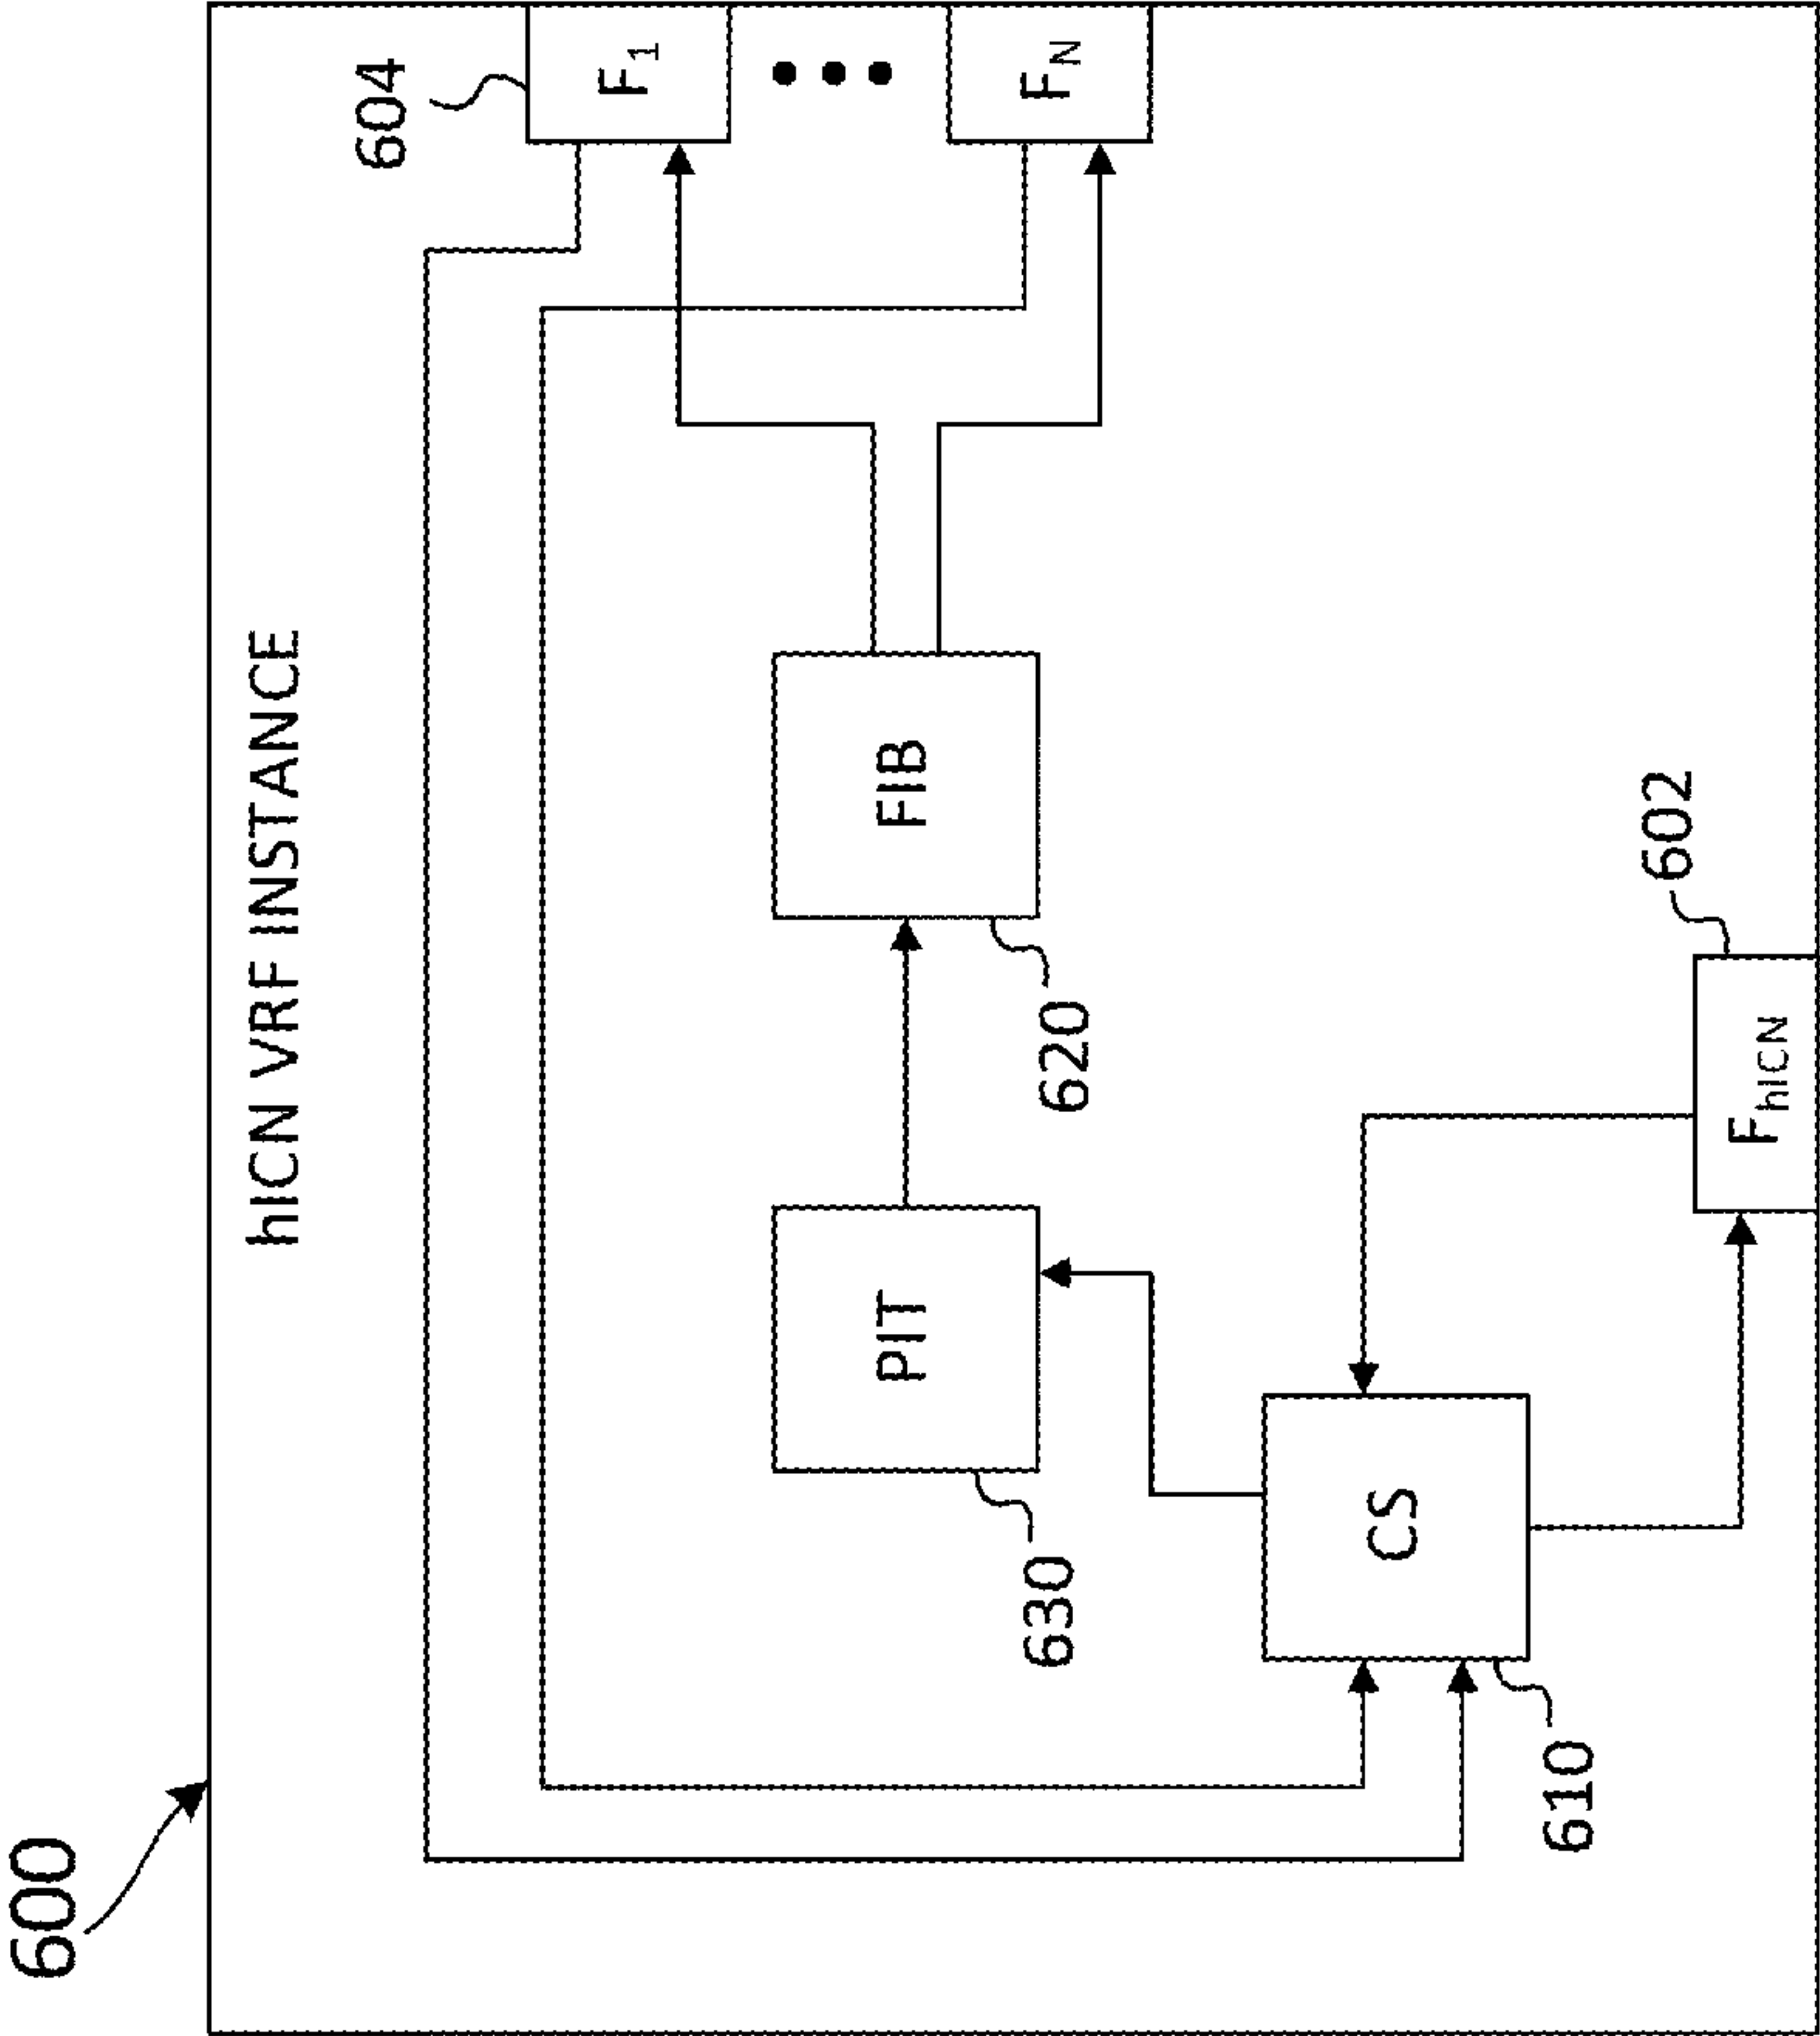 600
hICN VRF INSTANCE
604
F1
FN
PIT
FIB
630
620
CS
610
FhICN
602